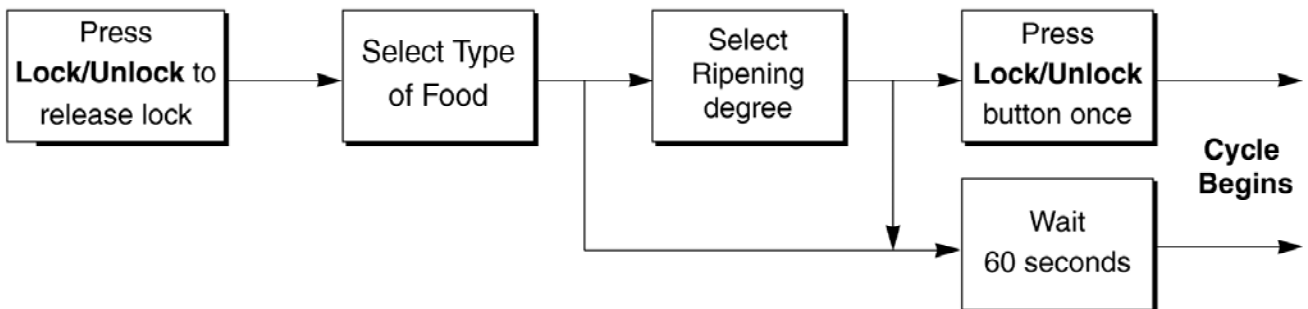 Press
Lock/Unlock to
release lock
Select Type
of Food
Select
Ripening
degree
Press
Lock/Unlock
button once
Cycle
Begins
Wait
60 seconds